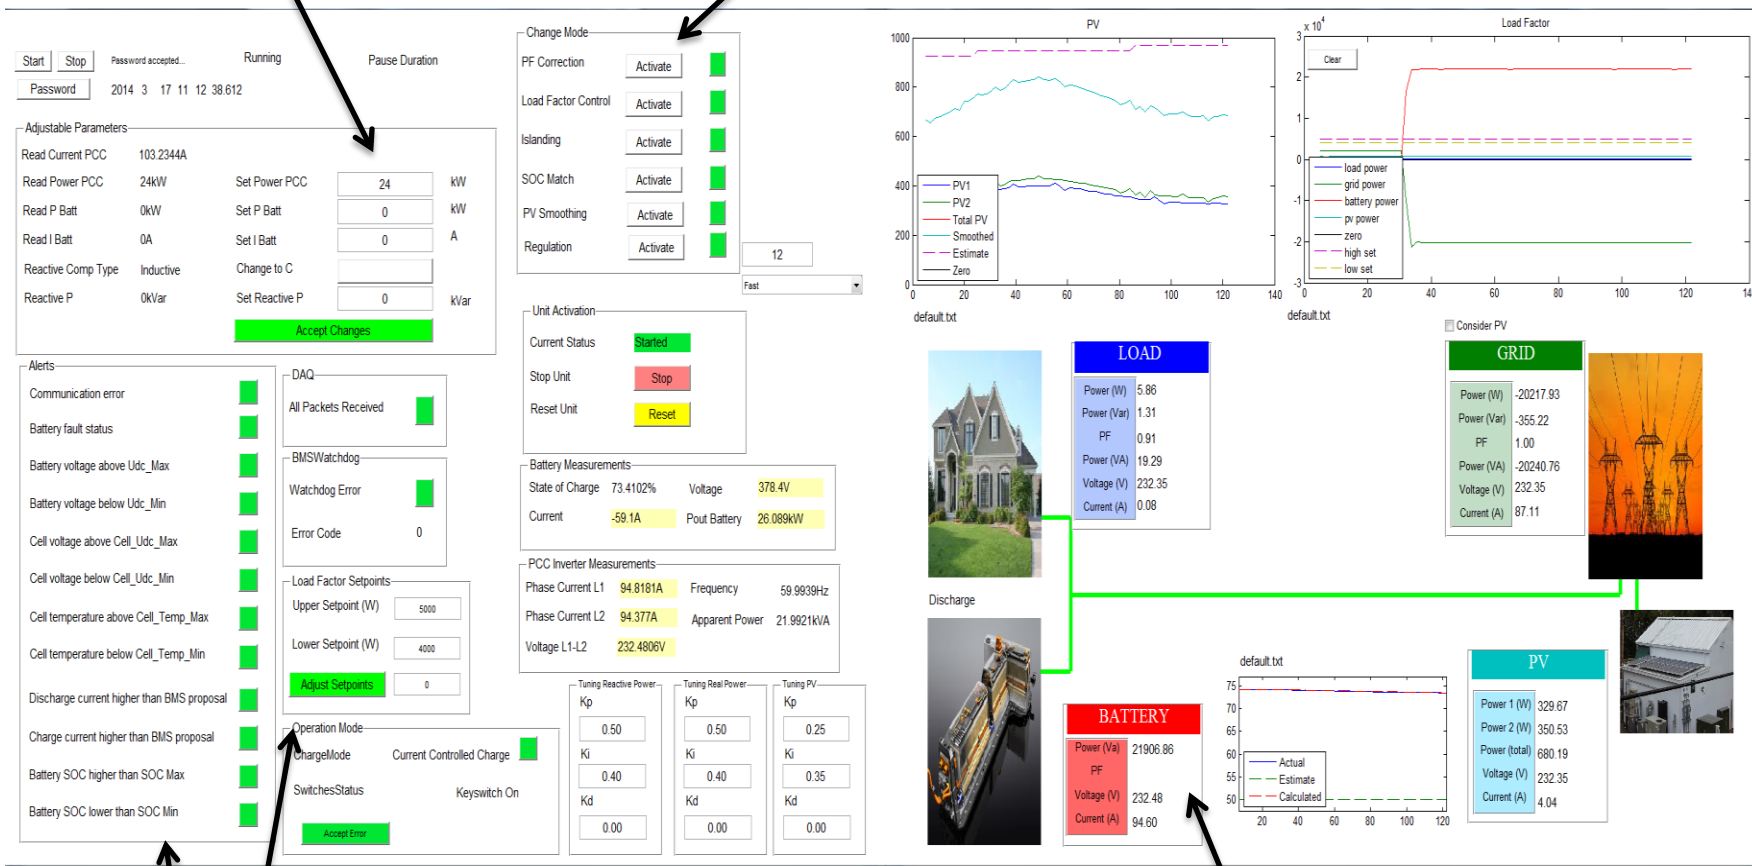 Start Stop Password accepted... Running Pause Duration
Password 2014 3 17 11 12 38.612
Adjustable Parameters
Read Current PCC 103.2344A
Read Power PCC 24kW Set Power PCC 24 kW
Read P Batt 0kW Set P Batt 0 kW
Read I Batt 0A Set I Batt 0 A
Reactive Comp Type Inductive Change to C
Reactive P 0kVar Set Reactive P 0 kVar
Accept Changes
Alerts
Communication error
Battery fault status
Battery voltage above Udc_Max
Battery voltage below Udc_Min
Cell voltage above Cell_Udc_Max
Cell voltage below Cell_Udc_Min
Cell temperature above Cell_Temp_Max
Cell temperature below Cell_Temp_Min
Discharge current higher than BMS proposal
Charge current higher than BMS proposal
Battery SOC higher than SOC Max
Battery SOC lower than SOC Min
DAQ
All Packets Received
BMSWatchdog
Watchdog Error
Error Code 0
Load Factor Setpoints
Upper Setpoint (W) 5000
Lower Setpoint (W) 4000
Adjust Setpoints 0
Operation Mode
ChargeMode Current Controlled Charge
SwitchesStatus Keyswitch On
Accept Error
Change Mode
PF Correction Activate
Load Factor Control Activate
Islanding Activate
SOC Match Activate
PV Smoothing Activate
Regulation Activate
12
Fast
Unit Activation
Current Status Started
Stop Unit Stop
Reset Unit Reset
Battery Measurements
State of Charge 73.4102% Voltage 378.4V
Current -59.1A Pout Battery 26.089kW
PCC Inverter Measurements
Phase Current L1 94.8181A Frequency 59.9939Hz
Phase Current L2 94.377A Apparent Power 21.9921kVA
Voltage L1-L2 232.4806V
Tuning Reactive Power Tuning Real Power Tuning PV
Kp Kp Kp
0.50 0.50 0.25
Ki Ki Ki
0.40 0.40 0.35
Kd Kd Kd
0.00 0.00 0.00
PV
1000
800
600
400
200
0
0 20 40 60 80 100 120 140
PV1
PV2
Total PV
Smoothed
Estimate
Zero
default.txt
Load Factor
x 10^4
3
2
1
0
-1
-2
-3
0 20 40 60 80 100 120 14
Clear
load power
grid power
battery power
pv power
zero
high set
low set
default.txt
Consider PV
LOAD
Power (W) 5.86
Power (Var) 1.31
PF 0.91
Power (VA) 19.29
Voltage (V) 232.35
Current (A) 0.08
GRID
Power (W) -20217.93
Power (Var) -355.22
PF 1.00
Power (VA) -20240.76
Voltage (V) 232.35
Current (A) 87.11
Discharge
BATTERY
Power (Va) 21906.86
PF
Voltage (V) 232.48
Current (A) 94.60
default.txt
75
70
65
60
55
50
20 40 60 80 100 120
Actual
Estimate
Calculated
PV
Power 1 (W) 329.67
Power 2 (W) 350.53
Power (total) 680.19
Voltage (V) 232.35
Current (A) 4.04